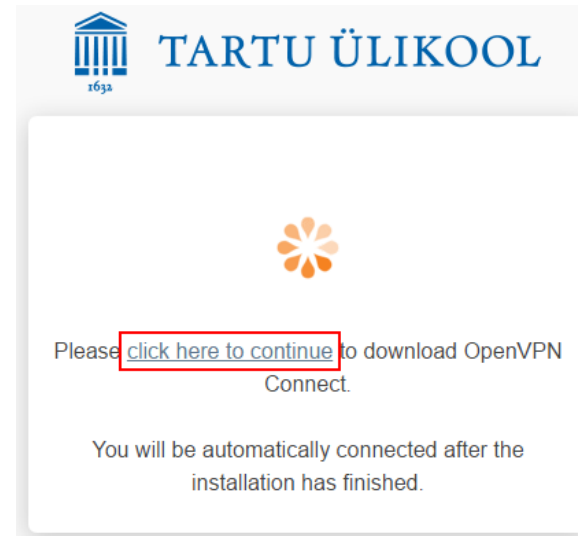 TARTU ÜLIKOOL
1632
Please click here to continue to download OpenVPN
Connect.
You will be automatically connected after the
installation has finished.